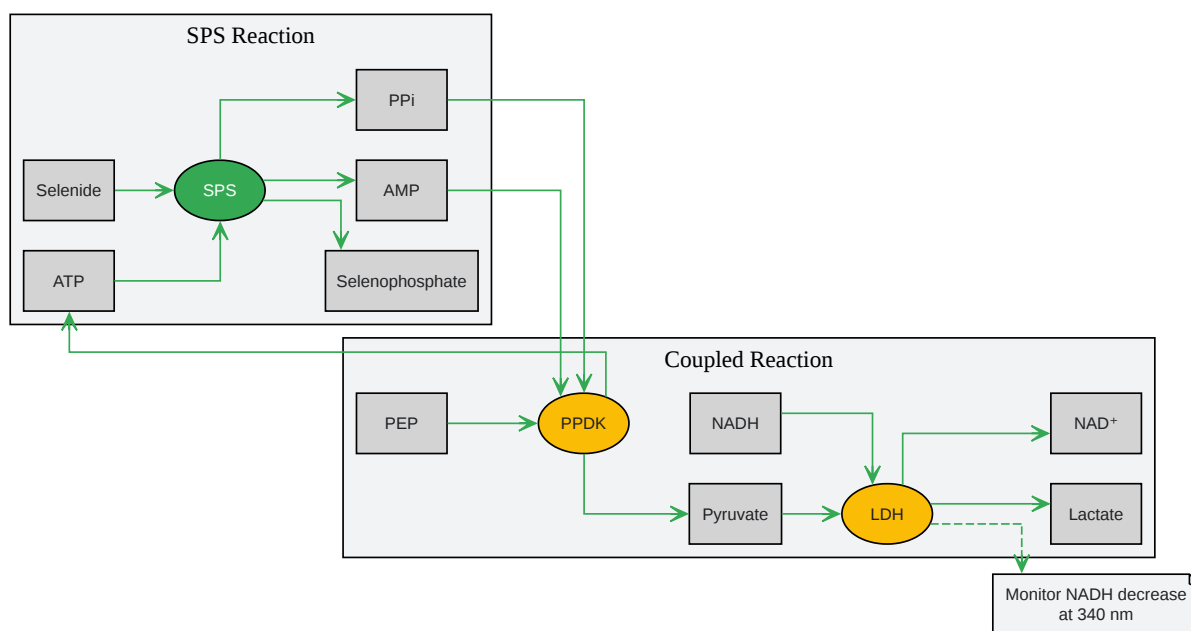 SPS Reaction
PPi
Selenide
SPS
AMP
ATP
Selenophosphate
Coupled Reaction
PEP
PPDK
NADH
NAD⁺
Pyruvate
LDH
Lactate
Monitor NADH decrease
at 340 nm